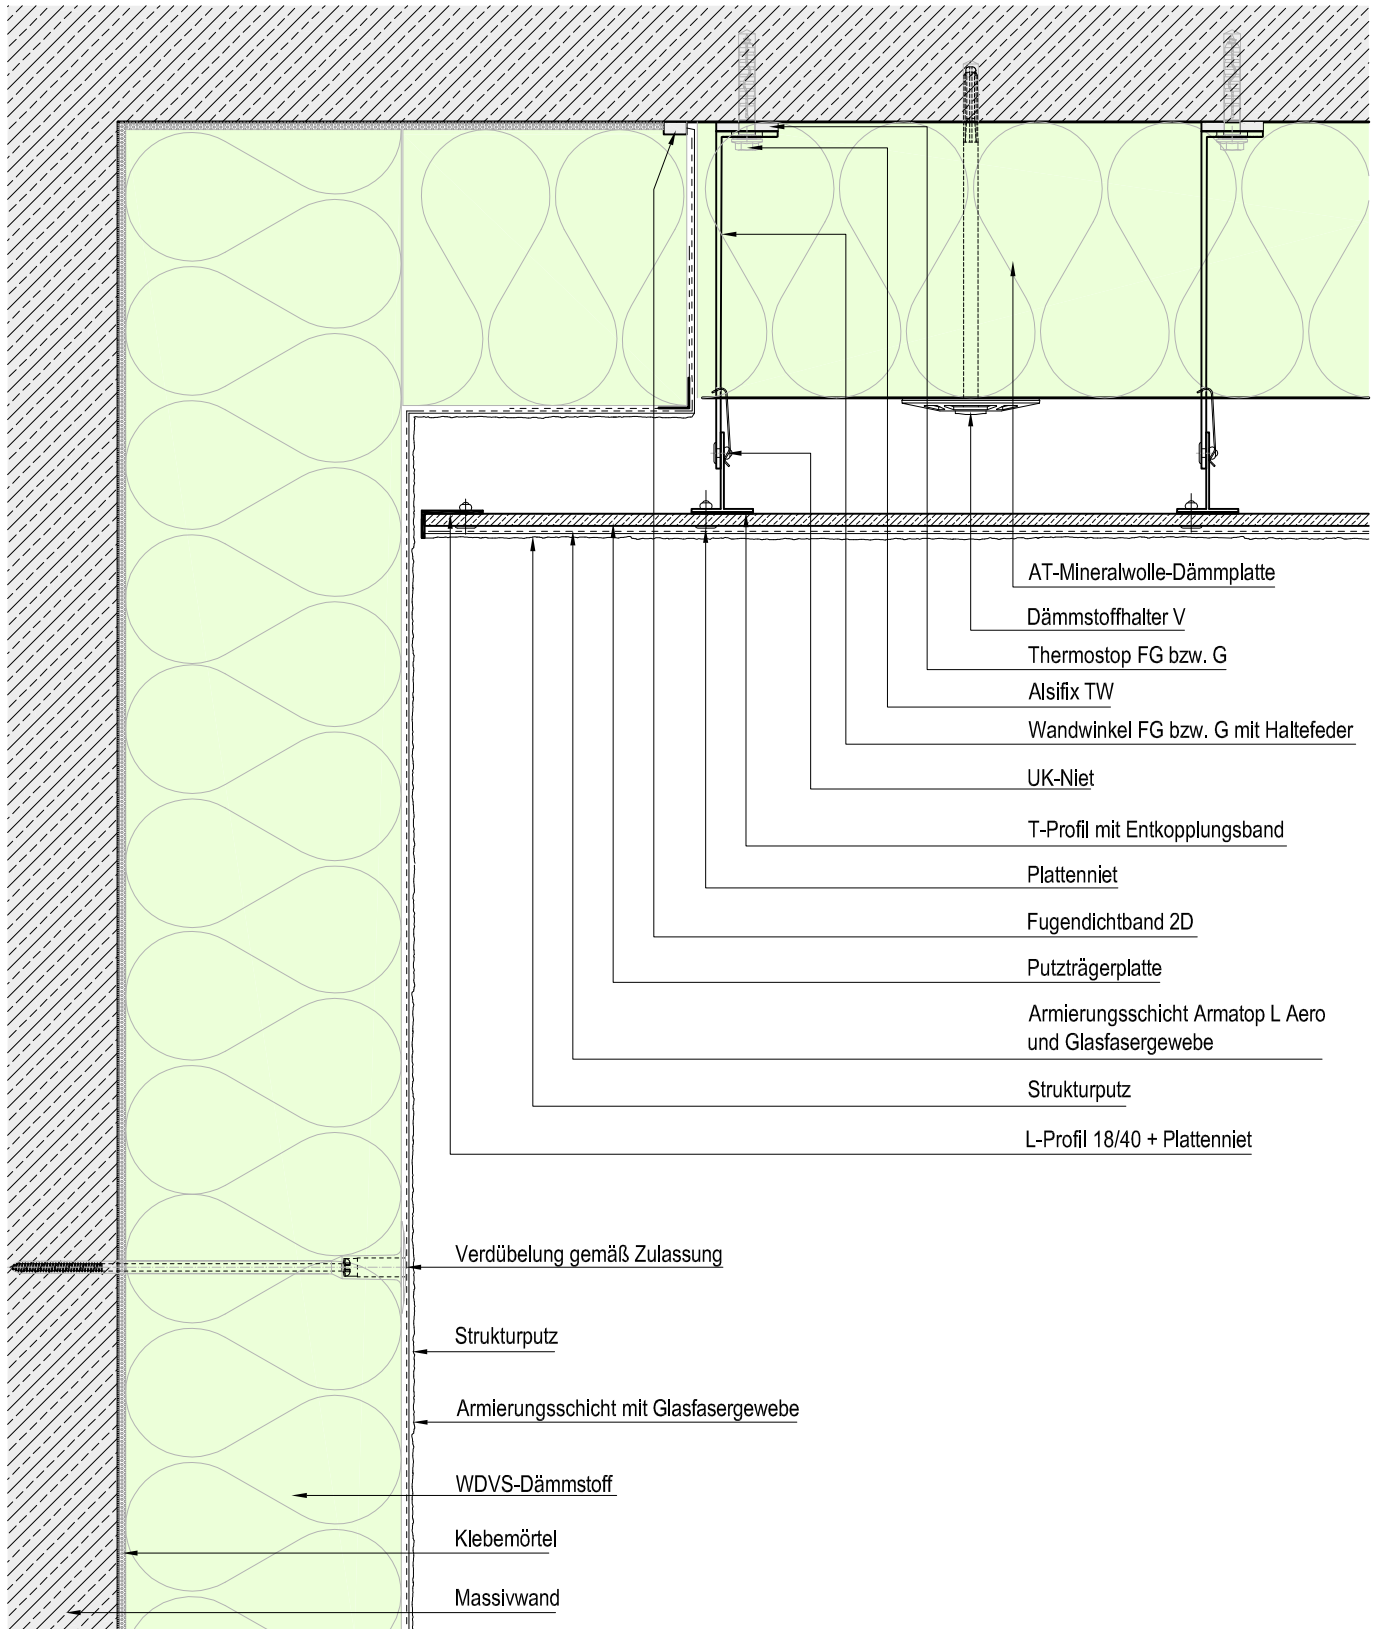 AT-Mineralwolle-Dämmplatte
Dämmstoffhalter V
Thermostop FG bzw. G
Alsifix TW
Wandwinkel FG bzw. G mit Haltefeder
UK-Niet
T-Profil mit Entkopplungsband
Plattenniet
Fugendichtband 2D
Putzträgerplatte
Armierungsschicht Armatop L Aero
und Glasfasergewebe
Strukturputz
L-Profil 18/40 + Plattenniet
Verdübelung gemäß Zulassung
Strukturputz
Armierungsschicht mit Glasfasergewebe
WDVS-Dämmstoff
Klebemörtel
Massivwand